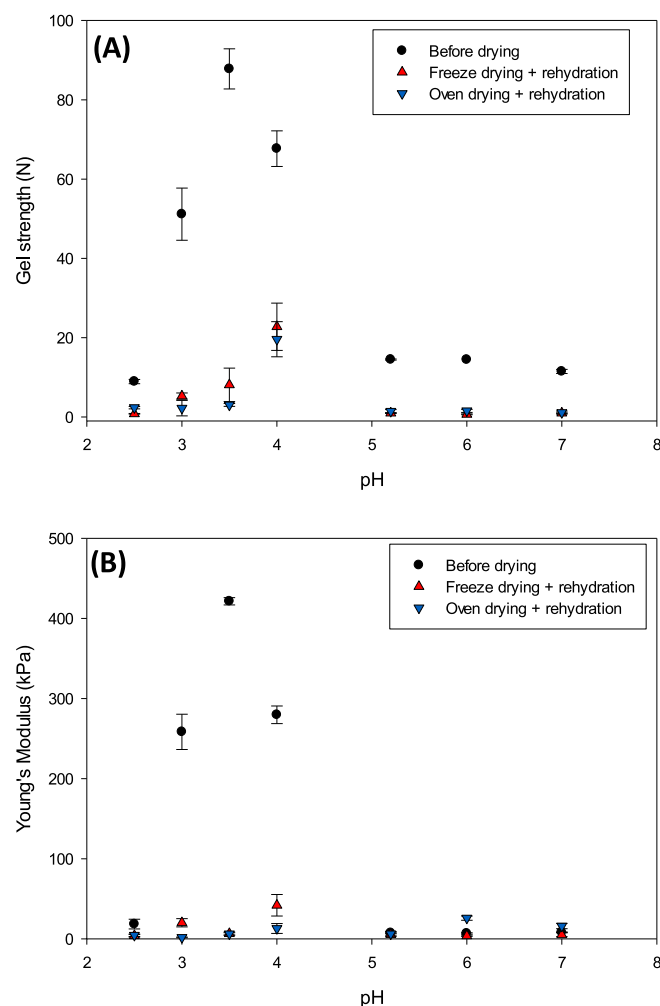 (A)
Before drying
Freeze drying + rehydration
Oven drying + rehydration
Gel strength (N)
100
80
60
40
20
0
2 3 4 5 6 7 8
pH
(B)
Before drying
Freeze drying + rehydration
Oven drying + rehydration
Young's Modulus (kPa)
500
400
300
200
100
0
2 3 4 5 6 7 8
pH